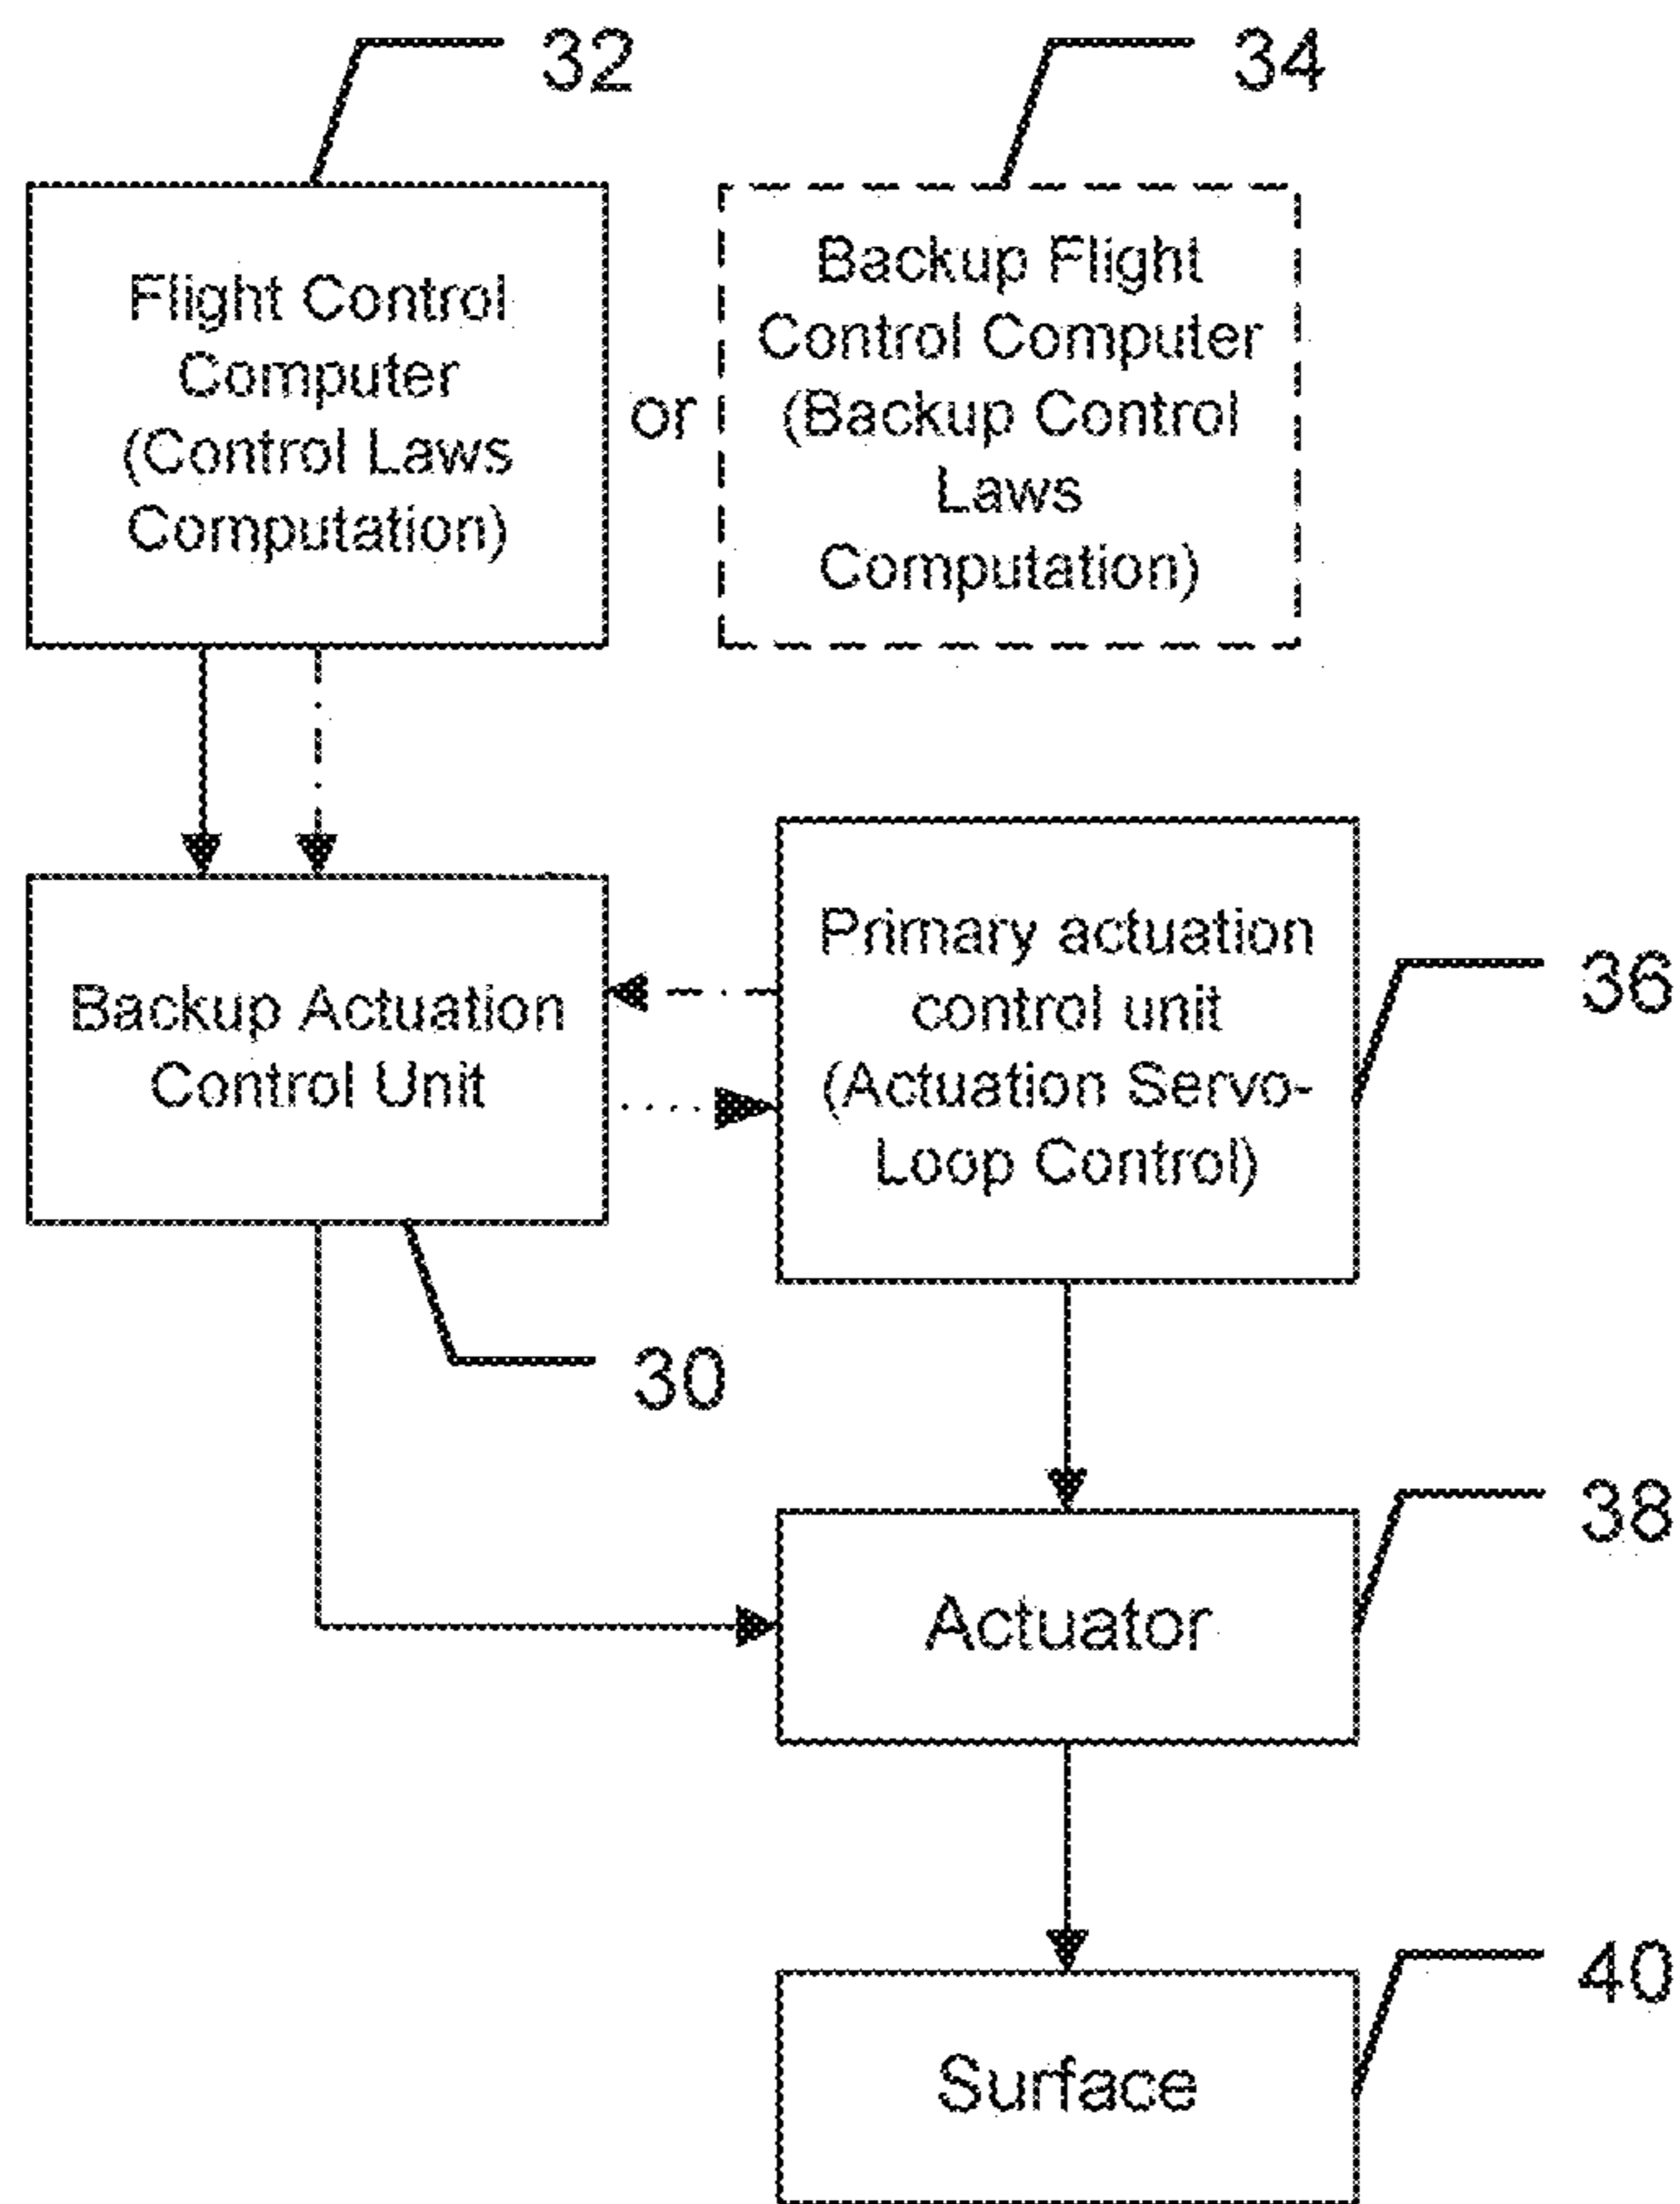 32
34
Flight Control
Computer
(Control Laws
Computation)
or
Backup Flight
Control Computer
(Backup Control
Laws
Computation)
Backup Actuation
Control Unit
Primary actuation
control unit
(Actuation Servo-
Loop Control)
36
30
38
Actuator
40
Surface